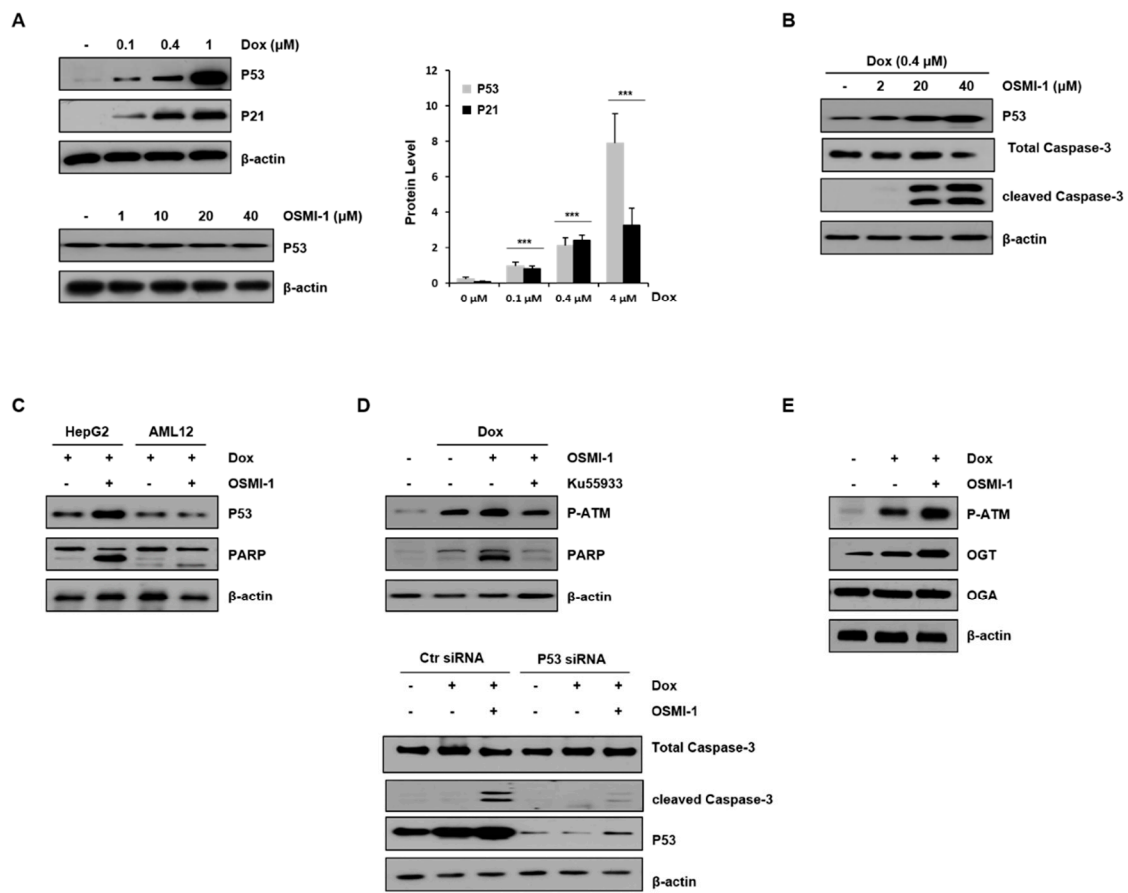 A
- 0.1 0.4 1 Dox (µM)
P53
P21
β-actin
- 1 10 20 40 OSMI-1 (µM)
P53
β-actin
12
10
8
6
4
2
0
Protein Level
P53
P21
***
***
***
0 µM 0.1 µM 0.4 µM 4 µM Dox
B
Dox (0.4 µM)
- 2 20 40 OSMI-1 (µM)
P53
Total Caspase-3
cleaved Caspase-3
β-actin
C
HepG2 AML12
+ + + + Dox
- + - + OSMI-1
P53
PARP
β-actin
D
Dox
- - + + OSMI-1
- - - + Ku55933
P-ATM
PARP
β-actin
Ctr siRNA P53 siRNA
- + + - + + Dox
- - + - - + OSMI-1
Total Caspase-3
cleaved Caspase-3
P53
β-actin
E
- + + Dox
- - + OSMI-1
P-ATM
OGT
OGA
β-actin